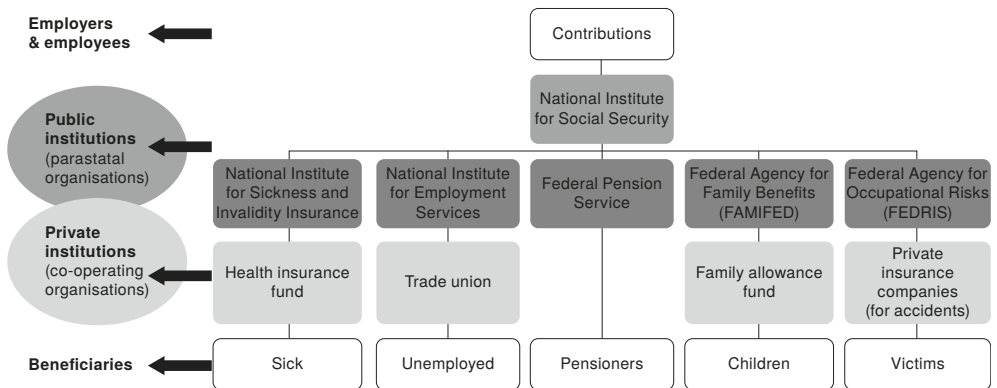 Employers
& employees
Contributions
National Institute
for Social Security
Public
institutions
(parastatal
organisations)
National Institute
for Sickness and
Invalidity Insurance
National Institute
for Employment
Services
Federal Pension
Service
Federal Agency for
Family Benefits
(FAMIFED)
Federal Agency for
Occupational Risks
(FEDRIS)
Private
institutions
(co-operating
organisations)
Health insurance
fund
Trade union
Family allowance
fund
Private
insurance
companies
(for accidents)
Beneficiaries
Sick
Unemployed
Pensioners
Children
Victims